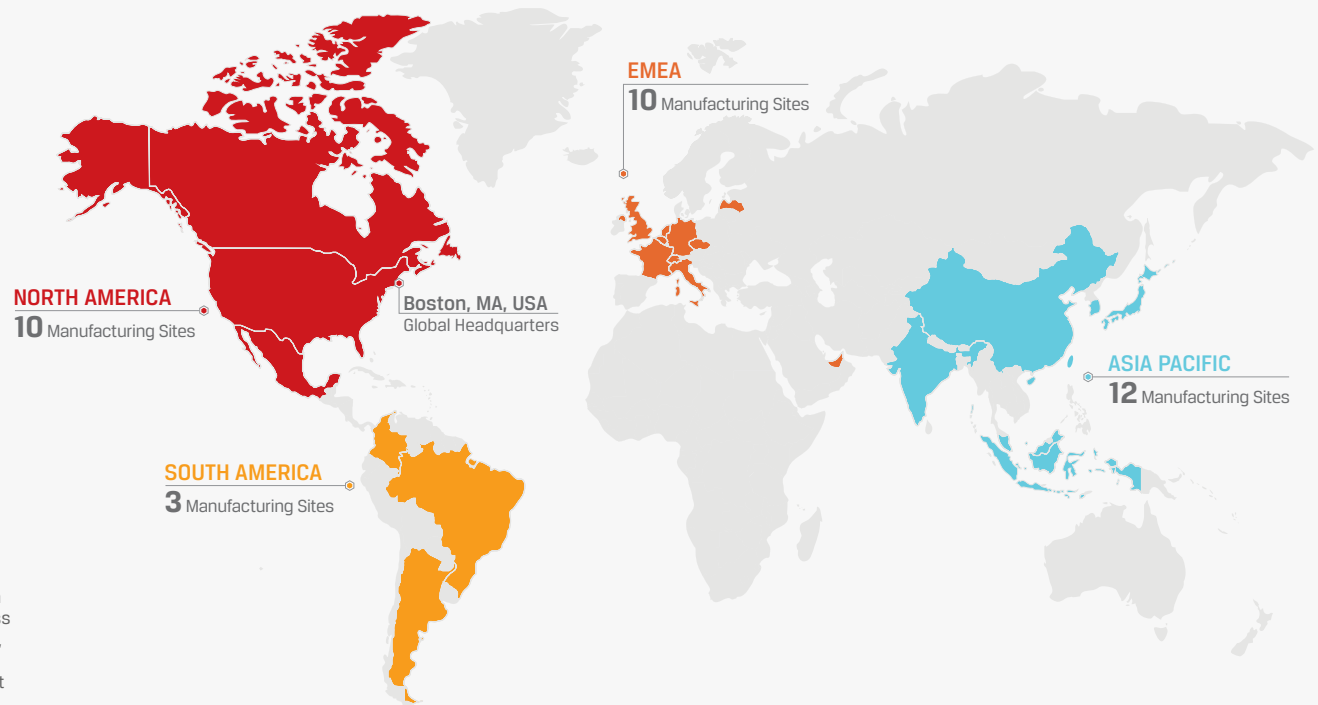 EMEA
10 Manufacturing Sites
NORTH AMERICA
10 Manufacturing Sites
Boston, MA, USA
Global Headquarters
ASIA PACIFIC
12 Manufacturing Sites
SOUTH AMERICA
3 Manufacturing Sites